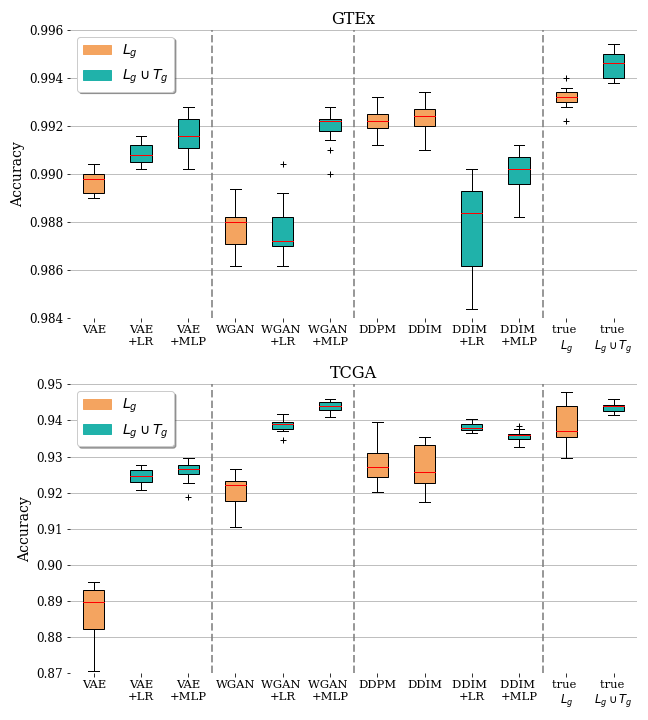 GTEx
0.996
0.994
0.992
0.990
0.988
0.986
0.984
Accuracy
L_g
L_g ∪ T_g
VAE
VAE
+LR
VAE
+MLP
WGAN
WGAN
+LR
WGAN
+MLP
DDPM
DDIM
DDIM
+LR
DDIM
+MLP
true
L_g
true
L_g ∪ T_g
TCGA
0.95
0.94
0.93
0.92
0.91
0.90
0.89
0.88
0.87
Accuracy
L_g
L_g ∪ T_g
VAE
VAE
+LR
VAE
+MLP
WGAN
WGAN
+LR
WGAN
+MLP
DDPM
DDIM
DDIM
+LR
DDIM
+MLP
true
L_g
true
L_g ∪ T_g